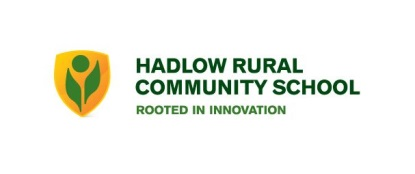 HADLOW RURAL
COMMUNITY SCHOOL
ROOTED IN INNOVATION